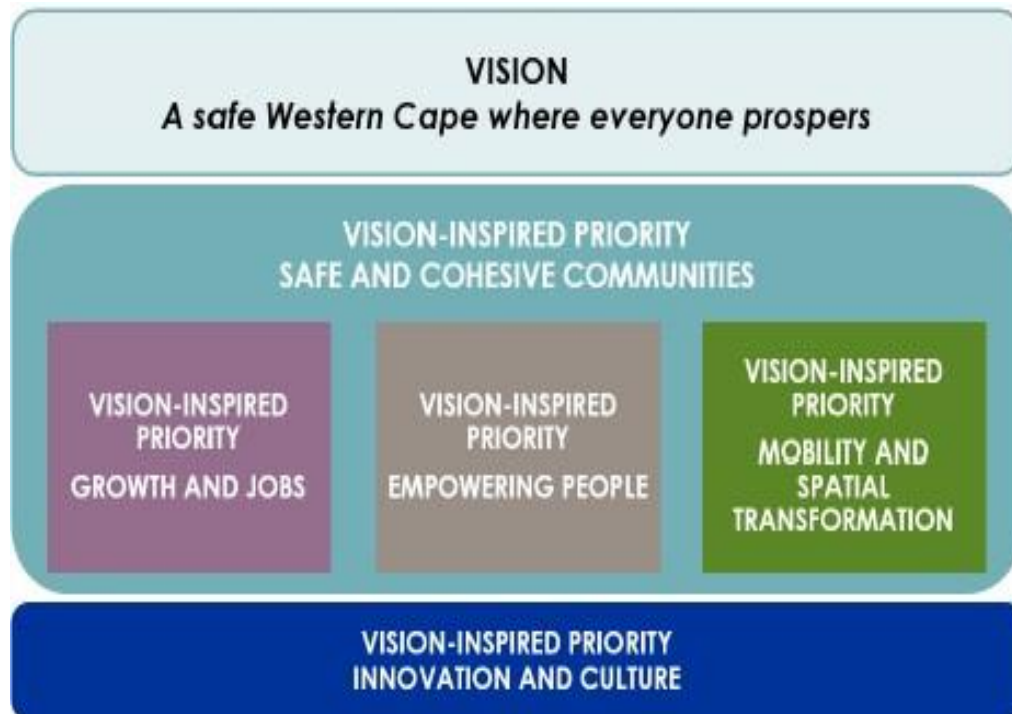 VISION
A safe Western Cape where everyone prospers
VISION-INSPIRED PRIORITY
SAFE AND COHESIVE COMMUNITIES
VISION-INSPIRED
PRIORITY
GROWTH AND JOBS
VISION-INSPIRED
PRIORITY
EMPOWERING PEOPLE
VISION-INSPIRED
PRIORITY
MOBILITY AND
SPATIAL
TRANSFORMATION
VISION-INSPIRED PRIORITY
INNOVATION AND CULTURE